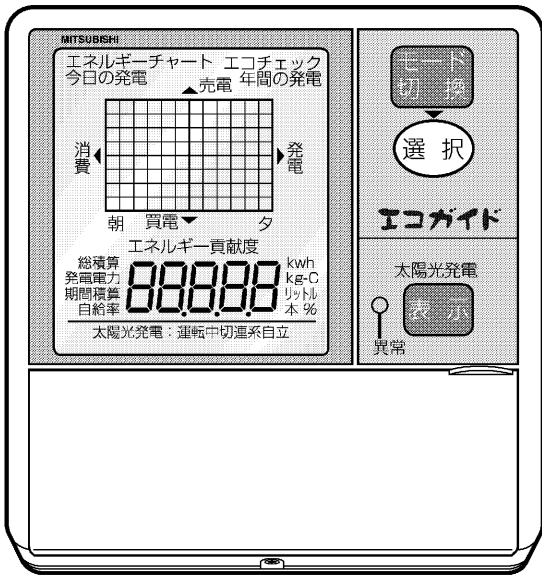 MITSUBISHI
エネルギーチャート エコチェック
今日の発電 年間の発電
売電
消費
発電
朝 買電 夕
エネルギー貢献度
総積算
発電電力
期間積算
自給率
88888
kwh
kg-C
リットル
本 %
太陽光発電：運転中切連系自立
モード
切 換
選 択
エコガイド
太陽光発電
表 示
異常